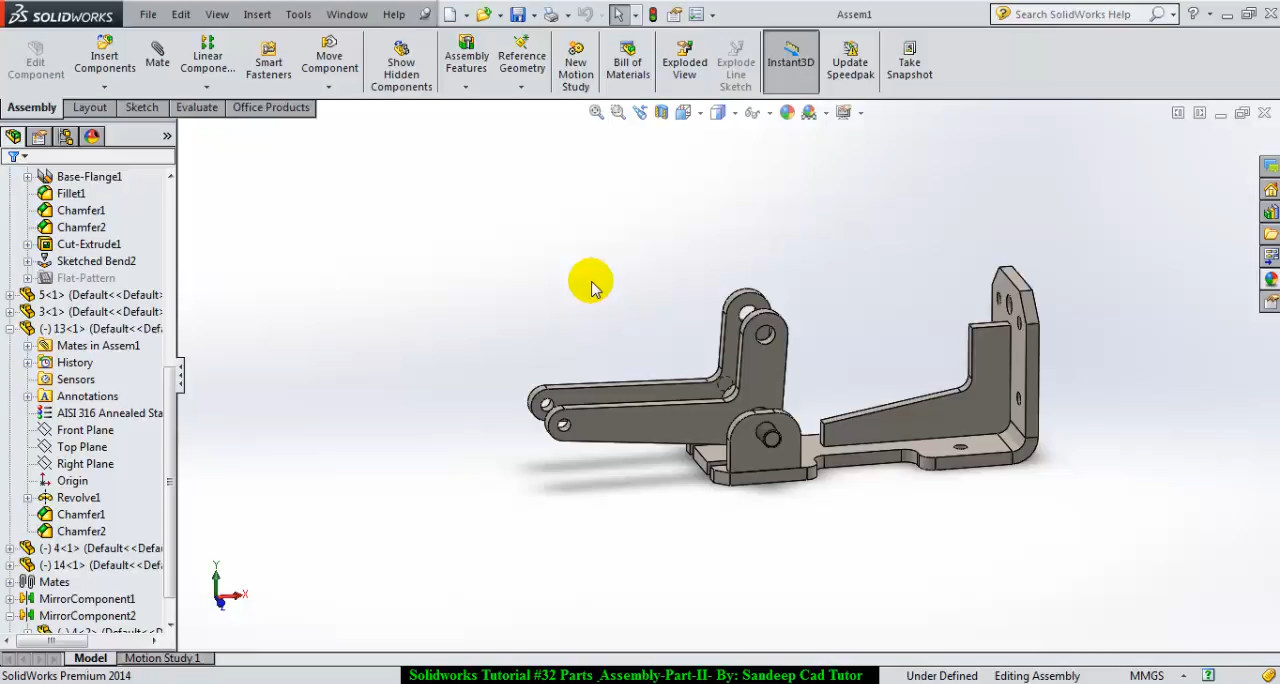 SOLIDWORKS File Edit View Insert Tools Window Help Assem1 Search SolidWorks Help
Edit Component
Insert Components
Mate
Linear Compone...
Smart Fasteners
Move Component
Show Hidden Components
Assembly Features
Reference Geometry
New Motion Study
Bill of Materials
Exploded View
Explode Line Sketch
Instant3D
Update Speedpak
Take Snapshot
Assembly Layout Sketch Evaluate Office Products
Base-Flange1
Fillet1
Chamfer1
Chamfer2
Cut-Extrude1
Sketched Bend2
Flat-Pattern
5<1> (Default<<Default:
3<1> (Default<<Default:
(-) 13<1> (Default<<Def
Mates in Assem1
History
Sensors
Annotations
AISI 316 Annealed Sta
Front Plane
Top Plane
Right Plane
Origin
Revolve1
Chamfer1
Chamfer2
(-) 4<1> (Default<<Defau
(-) 14<1> (Default<<Defa
Mates
MirrorComponent1
MirrorComponent2
Y
X
Model Motion Study 1
SolidWorks Premium 2014 Solidworks Tutorial #32 Parts Assembly-Part-II- By: Sandeep Cad Tutor Under Defined Editing Assembly MMGS